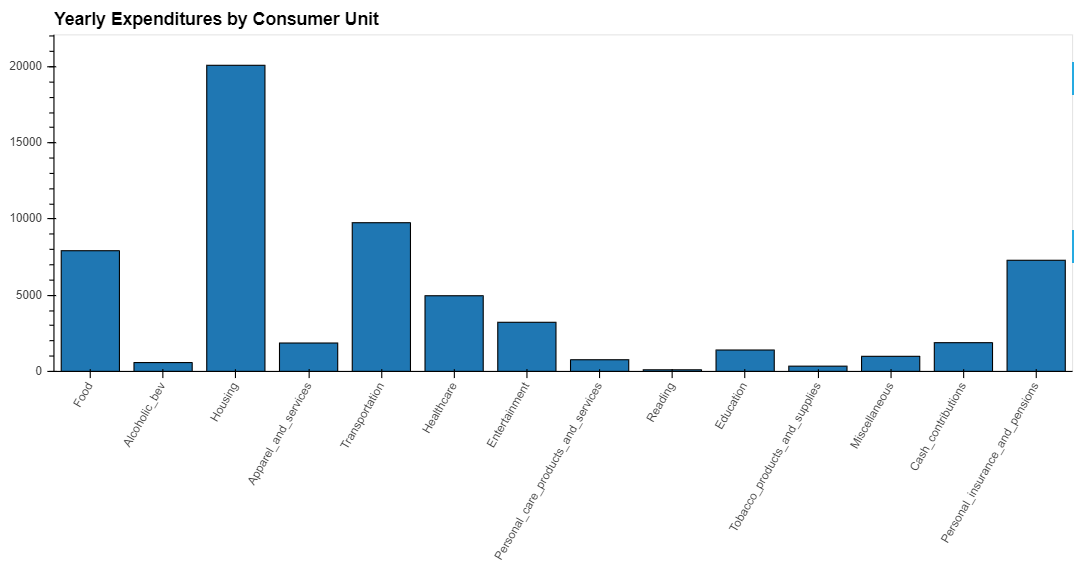 Yearly Expenditures by Consumer Unit
20000
15000
10000
5000
0
Food
Alcoholic_bev
Housing
Apparel_and_services
Transportation
Healthcare
Entertainment
Personal_care_products_and_services
Reading
Education
Tobacco_products_and_supplies
Miscellaneous
Cash_contributions
Personal_insurance_and_pensions